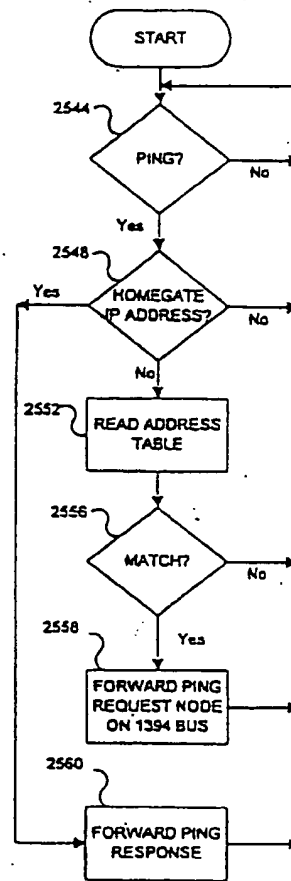 START
2544
PING?
No
Yes
2548
Yes
HOMEGATE
IP ADDRESS?
No
No
2552
READ ADDRESS
TABLE
2556
MATCH?
No
Yes
2558
FORWARD PING
REQUEST NODE
ON 1394 BUS
2560
FORWARD PING
RESPONSE